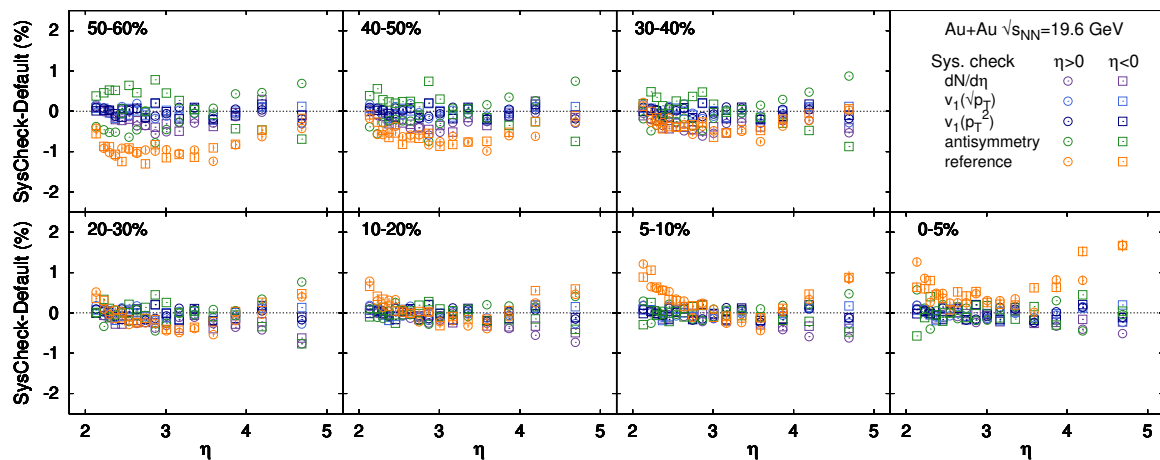 SysCheck-Default (%)
2
1
0
-1
-2
50-60%
40-50%
30-40%
Au+Au √sNN=19.6 GeV
Sys. check η>0 η<0
dN/dη
v1(√pT)
v1(pT²)
antisymmetry
reference
3 4 5
η
SysCheck-Default (%)
2
1
0
-1
-2
20-30%
10-20%
5-10%
0-5%
2 3 4 5
2 3 4 5
2 3 4 5
2 3 4 5
η
η
η
η